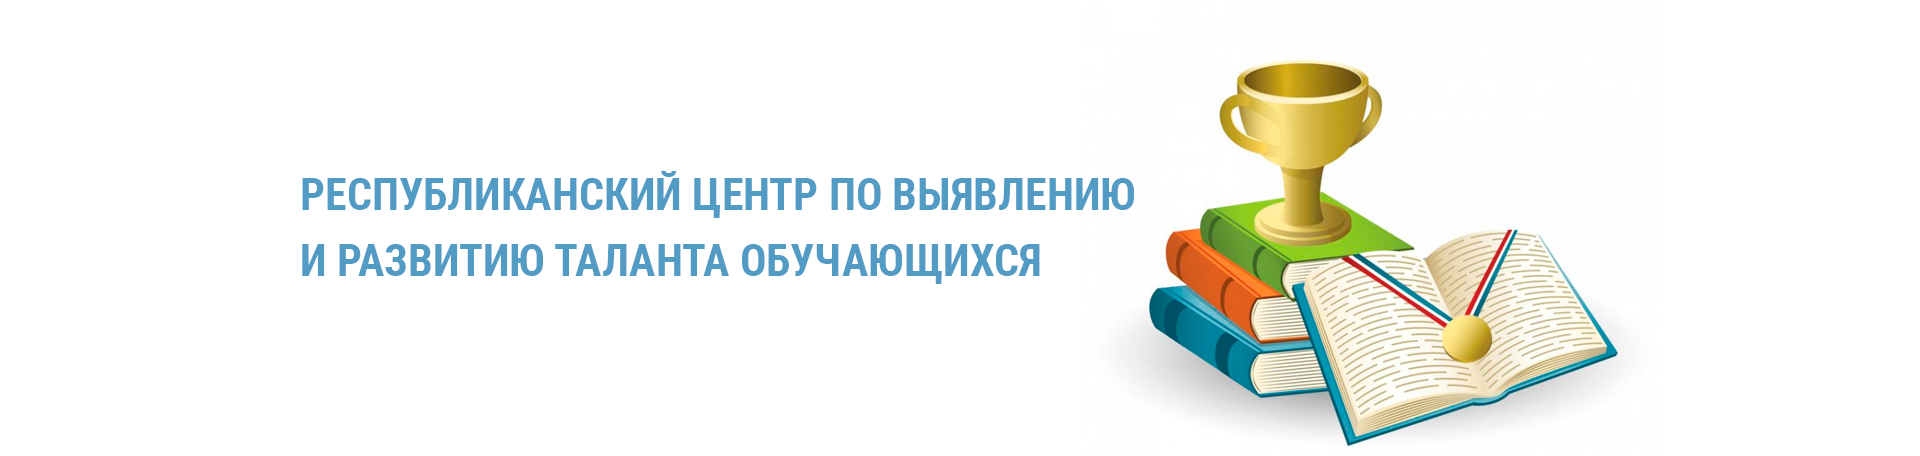 РЕСПУБЛИКАНСКИЙ ЦЕНТР ПО ВЫЯВЛЕНИЮ
И РАЗВИТИЮ ТАЛАНТА ОБУЧАЮЩИХСЯ